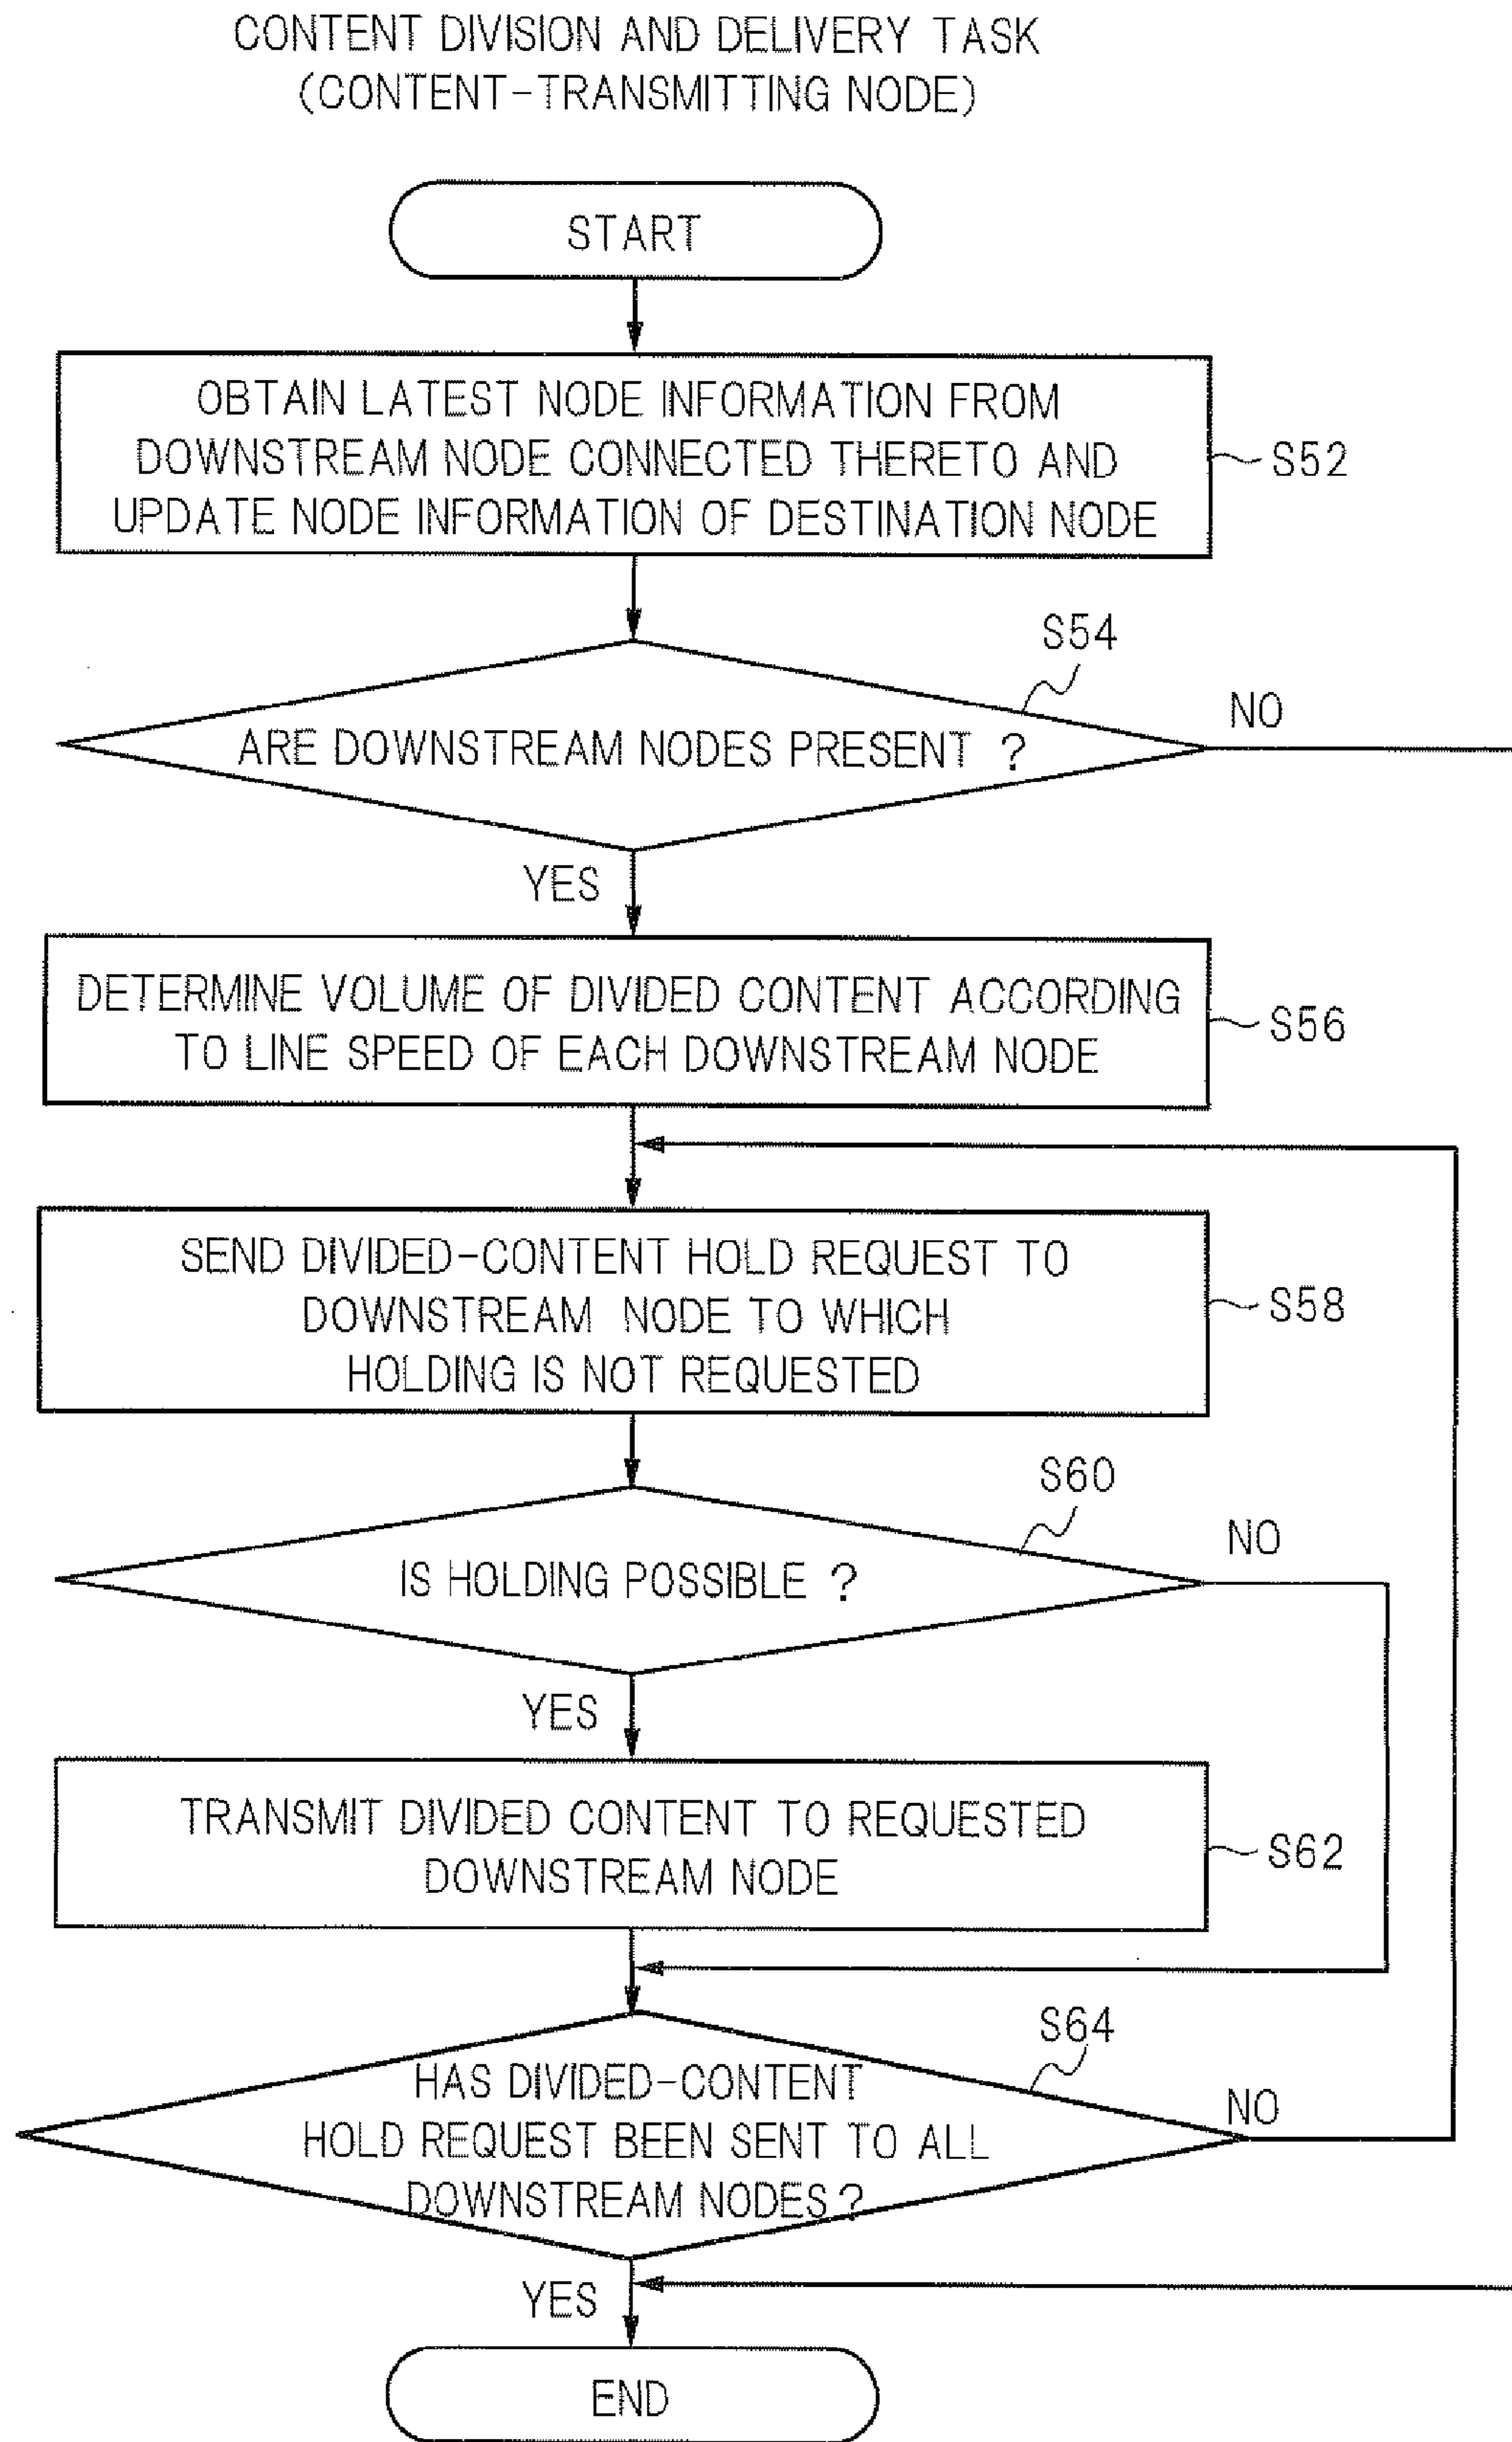 CONTENT DIVISION AND DELIVERY TASK
(CONTENT-TRANSMITTING NODE)
START
OBTAIN LATEST NODE INFORMATION FROM
DOWNSTREAM NODE CONNECTED THERETO AND
UPDATE NODE INFORMATION OF DESTINATION NODE
S52
S54
NO
ARE DOWNSTREAM NODES PRESENT ?
YES
DETERMINE VOLUME OF DIVIDED CONTENT ACCORDING
TO LINE SPEED OF EACH DOWNSTREAM NODE
S56
SEND DIVIDED-CONTENT HOLD REQUEST TO
DOWNSTREAM NODE TO WHICH
HOLDING IS NOT REQUESTED
S58
S60
NO
IS HOLDING POSSIBLE ?
YES
TRANSMIT DIVIDED CONTENT TO REQUESTED
DOWNSTREAM NODE
S62
S64
HAS DIVIDED-CONTENT
HOLD REQUEST BEEN SENT TO ALL
DOWNSTREAM NODES?
NO
YES
END